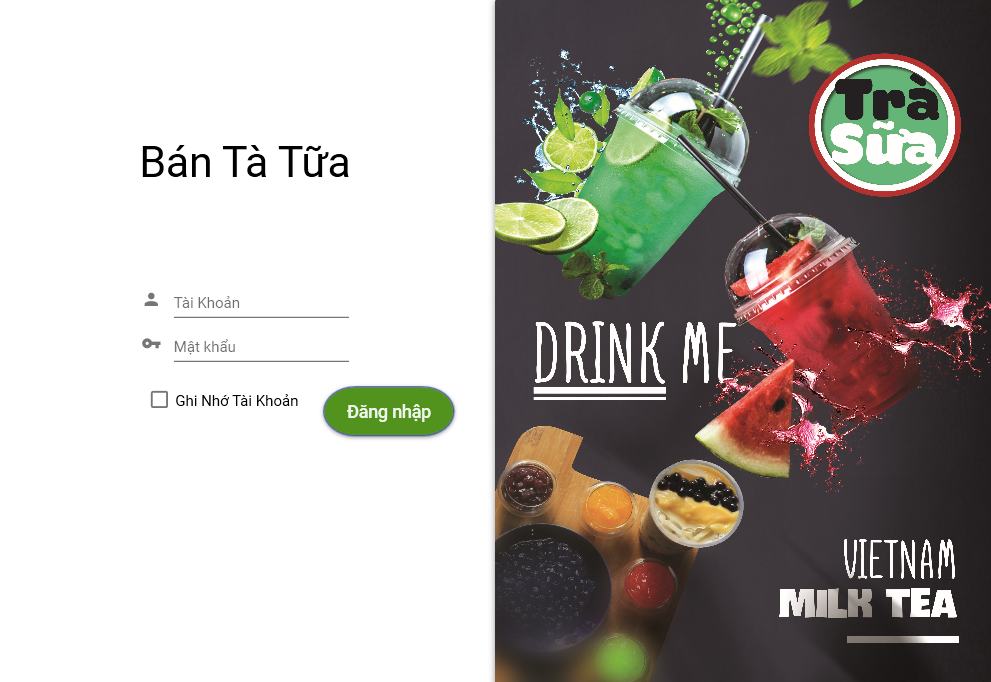 Bán Tà Tữa
Tài Khoản
Mật khẩu
Ghi Nhớ Tài Khoản
Đăng nhập
Trà
Sữa
DRINK ME
VIETNAM
MILK TEA